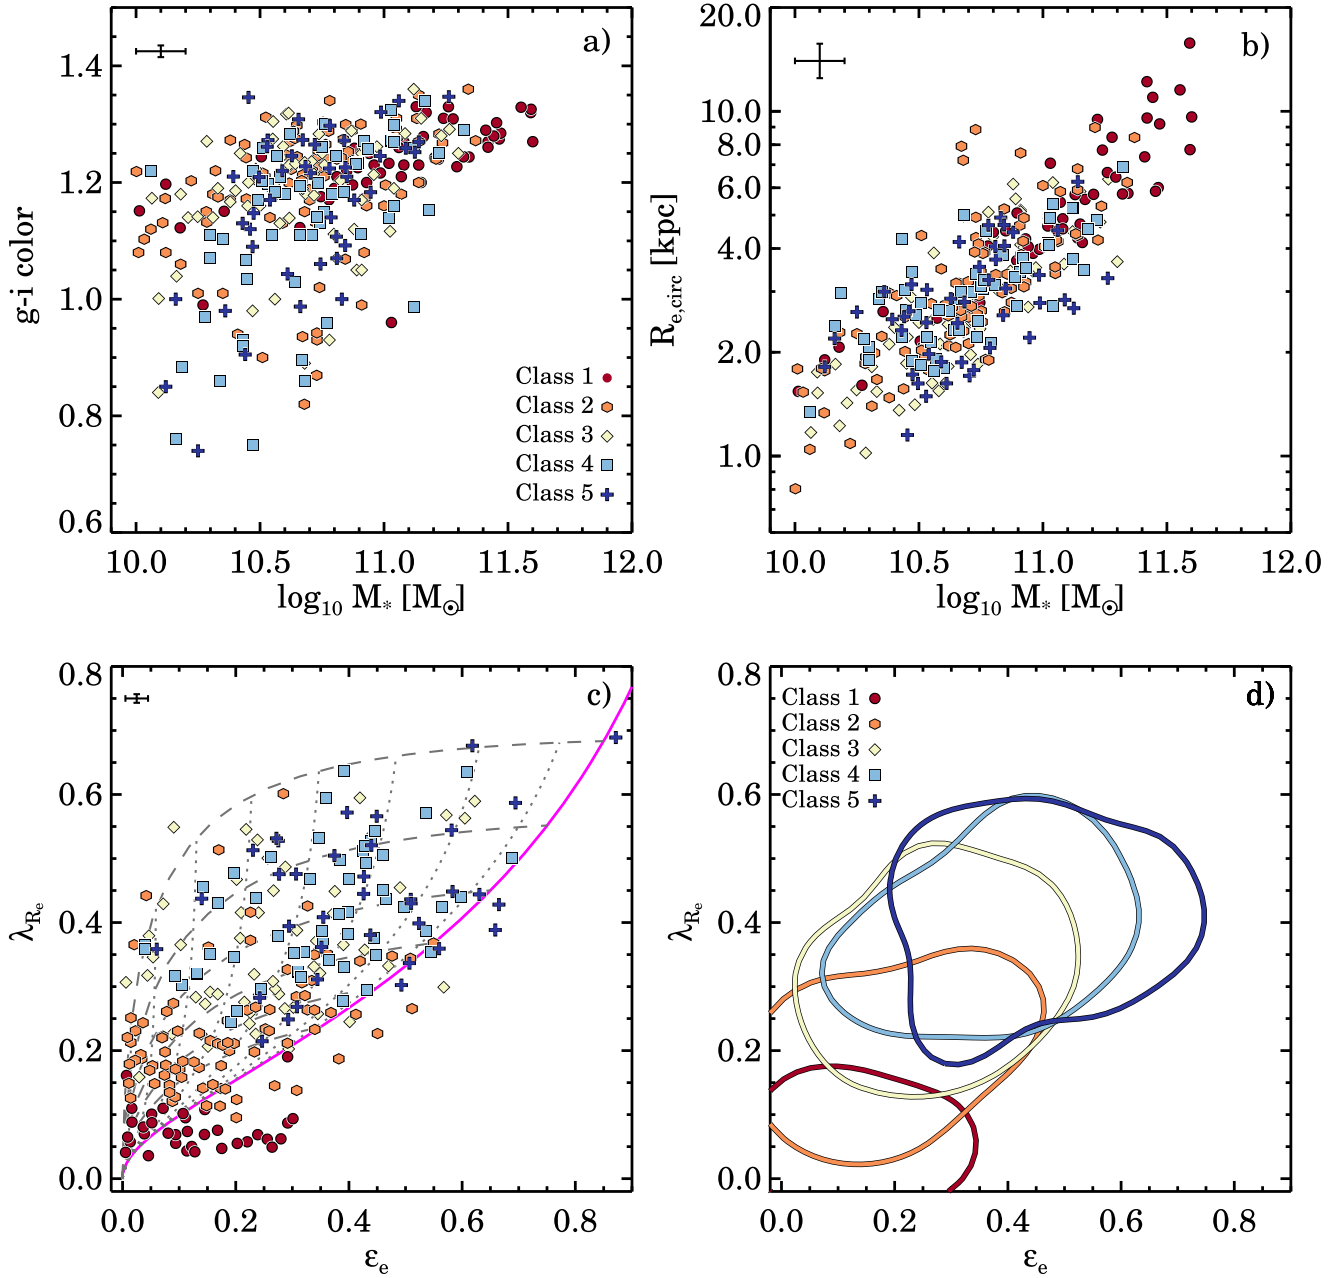 a)
1.4
1.2
1.0
0.8
0.6
g-i color
Class 1
Class 2
Class 3
Class 4
Class 5
10.0 10.5 11.0 11.5 12.0
log₁₀ M* [M⊙]
b)
20.0
10.0
8.0
6.0
4.0
2.0
1.0
Re,circ [kpc]
10.0 10.5 11.0 11.5 12.0
log₁₀ M* [M⊙]
c)
0.8
0.6
0.4
0.2
0.0
λRe
0.0 0.2 0.4 0.6 0.8
εe
d)
Class 1
Class 2
Class 3
Class 4
Class 5
0.8
0.6
0.4
0.2
0.0
λRe
0.0 0.2 0.4 0.6 0.8
εe